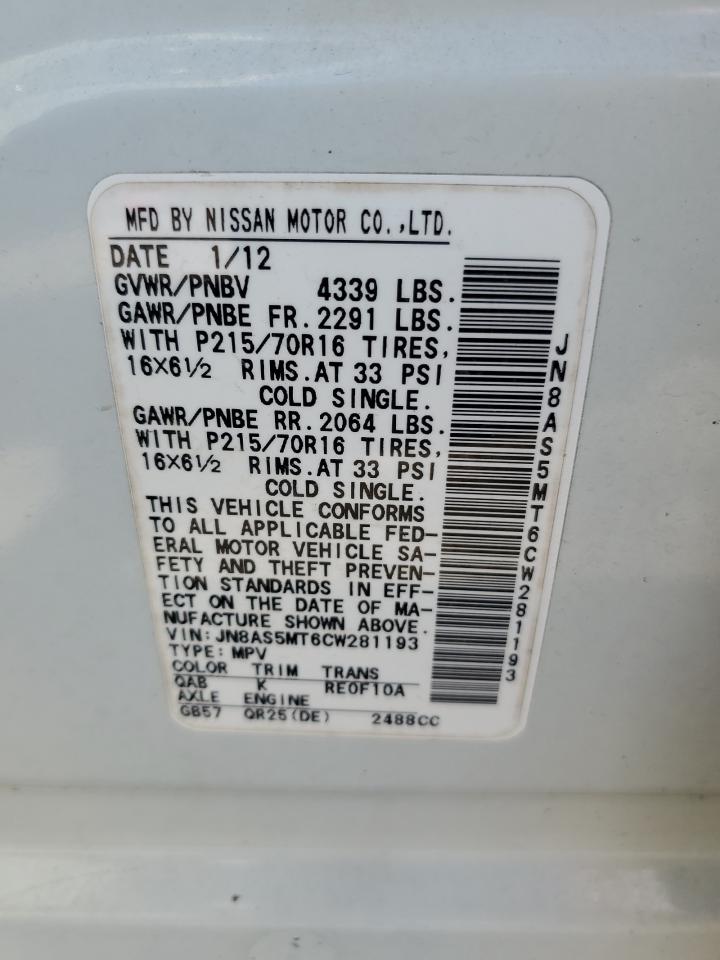 MFD BY NISSAN MOTOR CO.,LTD.
DATE 1/12
GVWR/PNBV 4339 LBS.
GAWR/PNBE FR.2291 LBS.
WITH P215/70R16 TIRES,
16X6½ RIMS.AT 33 PSI
COLD SINGLE.
GAWR/PNBE RR.2064 LBS.
WITH P215/70R16 TIRES,
16X6½ RIMS.AT 33 PSI
COLD SINGLE.
THIS VEHICLE CONFORMS
TO ALL APPLICABLE FED-
ERAL MOTOR VEHICLE SA-
FETY AND THEFT PREVEN-
TION STANDARDS IN EFF-
ECT ON THE DATE OF MA-
NUFACTURE SHOWN ABOVE.
VIN:JN8AS5MT6CW281193
TYPE:MPV
COLOR TRIM TRANS
QAB K RE0F10A
AXLE ENGINE
GB57 QR25(DE) 2488CC
JN8AS5MT6CW281193